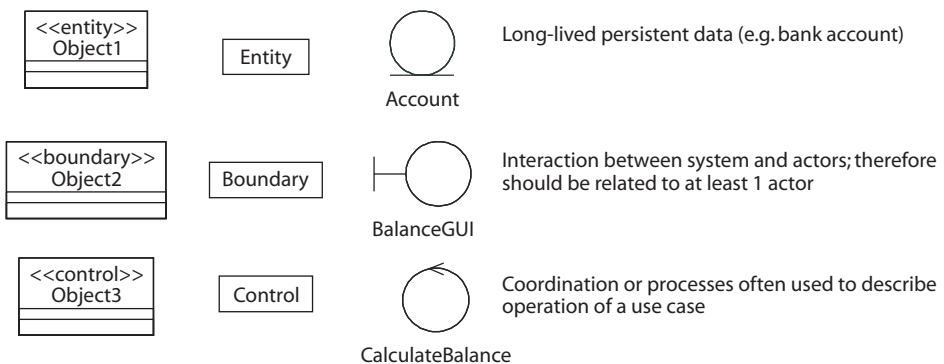 <<entity>>
Object1
Entity
Account
Long-lived persistent data (e.g. bank account)
<<boundary>>
Object2
Boundary
BalanceGUI
Interaction between system and actors; therefore
should be related to at least 1 actor
<<control>>
Object3
Control
CalculateBalance
Coordination or processes often used to describe
operation of a use case